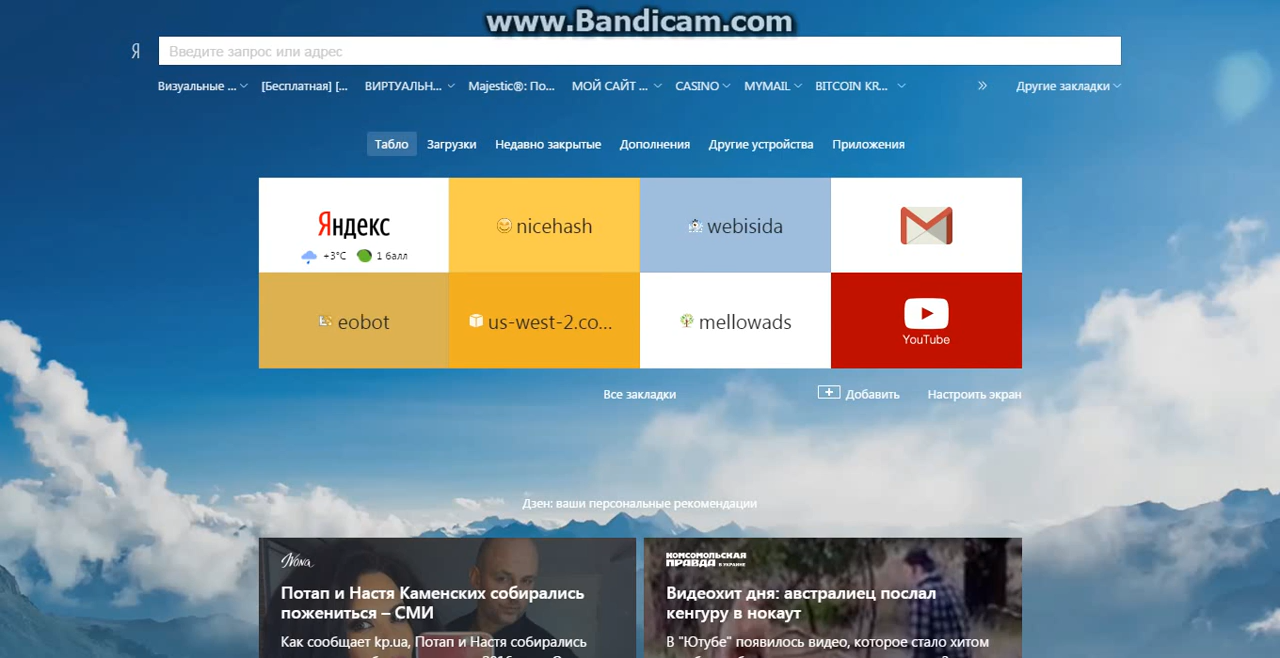 www.Bandicam.com
Я
Введите запрос или адрес
Визуальные ... [Бесплатная] [... ВИРТУАЛЬН... Majestic®: По... МОЙ САЙТ ... CASINO MYMAIL BITCOIN KR... » Другие закладки
Табло Загрузки Недавно закрытые Дополнения Другие устройства Приложения
Яндекс
+3°C 1 балл
nicehash
webisida
eobot
us-west-2.co...
mellowads
YouTube
Все закладки Добавить Настроить экран
Дзен: ваши персональные рекомендации
Nona
Потап и Настя Каменских собирались
пожениться – СМИ
Как сообщает kp.ua, Потап и Настя собирались
КОМСОМОЛЬСКАЯ
ПРАВДА В УКРАИНЕ
Видеохит дня: австралиец послал
кенгуру в нокаут
В "Ютубе" появилось видео, которое стало хитом